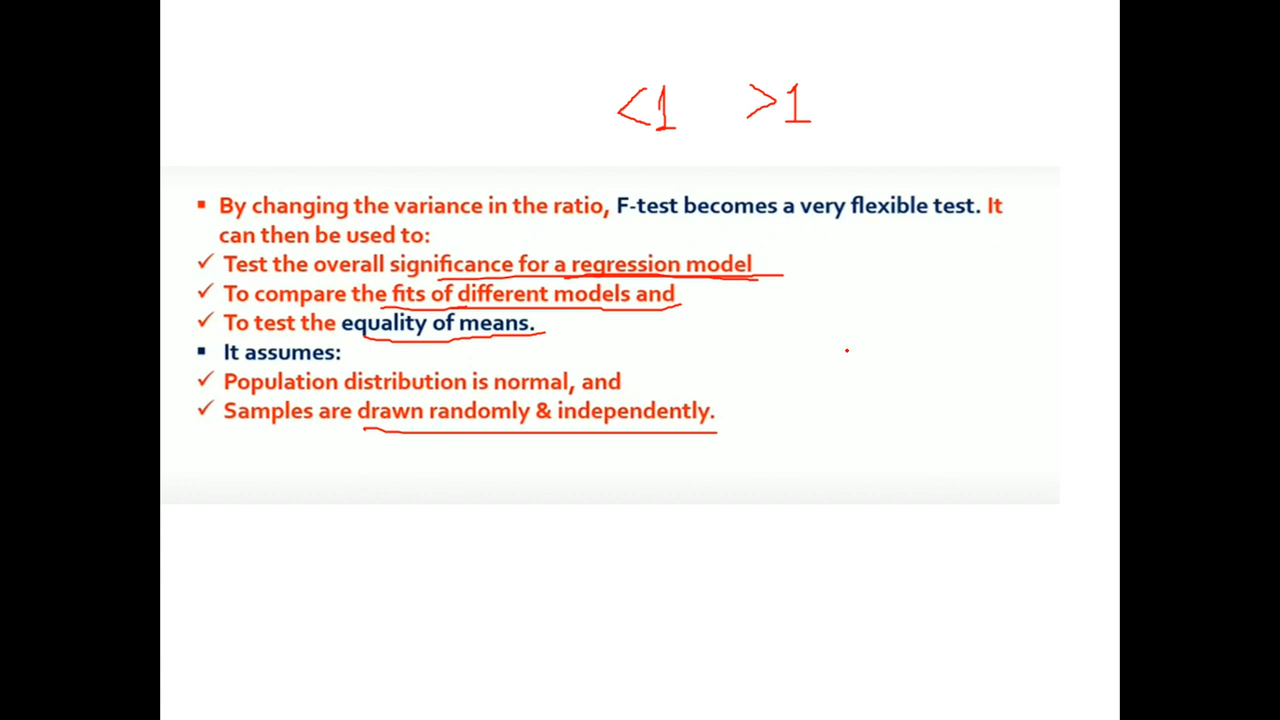 <1 >1
▪ By changing the variance in the ratio, F-test becomes a very flexible test. It
can then be used to:
✓ Test the overall significance for a regression model
✓ To compare the fits of different models and
✓ To test the equality of means.
▪ It assumes:
✓ Population distribution is normal, and
✓ Samples are drawn randomly & independently.